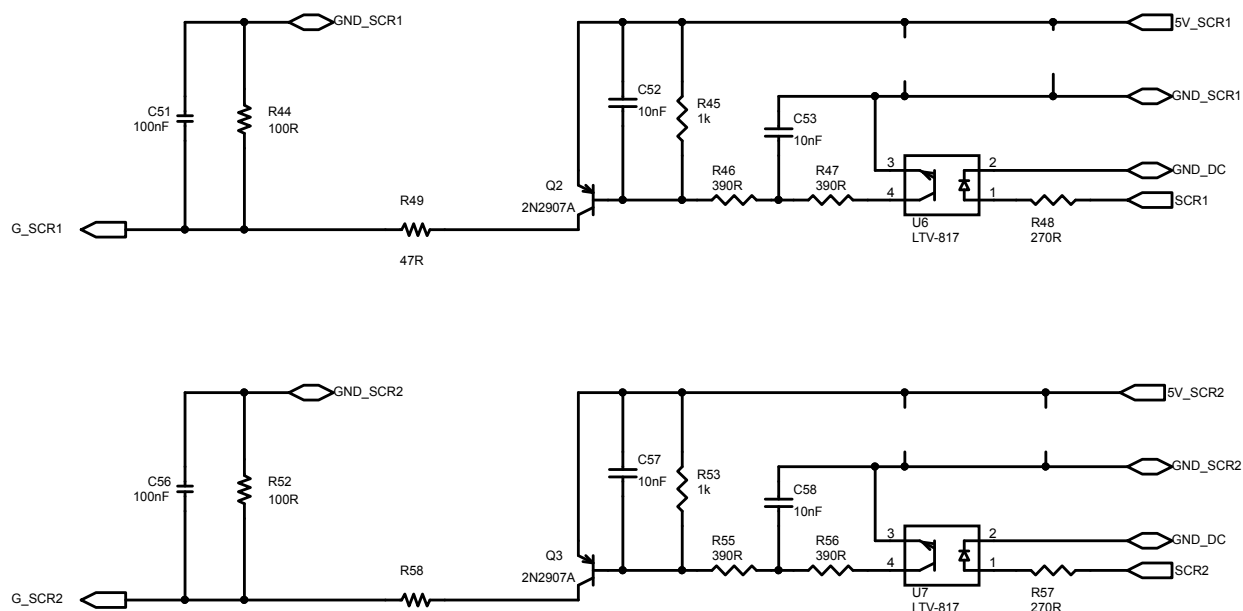 GND_SCR1
5V_SCR1
C51
100nF
R44
100R
C52
10nF
R45
1k
C53
10nF
GND_SCR1
R46
390R
R47
390R
3
4
2
1
GND_DC
SCR1
Q2
2N2907A
U6
LTV-817
R48
270R
R49
47R
G_SCR1
GND_SCR2
5V_SCR2
C56
100nF
R52
100R
C57
10nF
R53
1k
C58
10nF
GND_SCR2
R55
390R
R56
390R
3
4
2
1
GND_DC
SCR2
Q3
2N2907A
U7
LTV-817
R57
270R
R58
G_SCR2